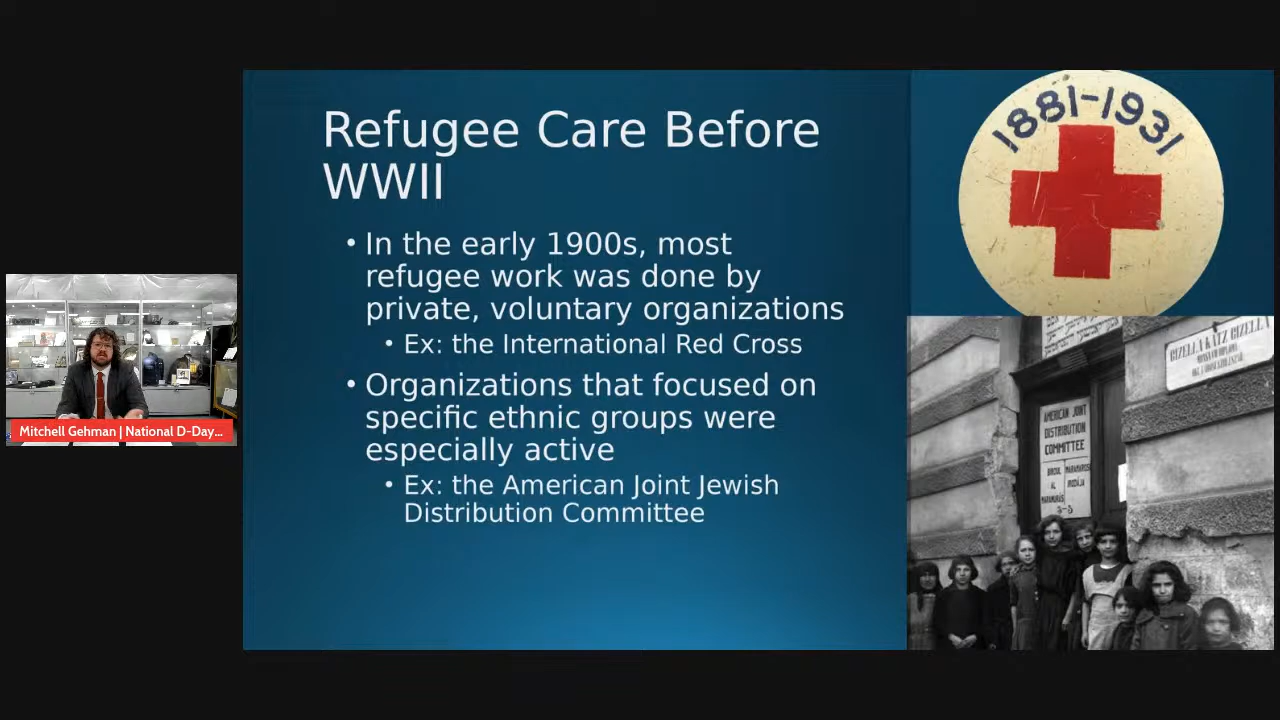 Refugee Care Before
WWII
• In the early 1900s, most
refugee work was done by
private, voluntary organizations
• Ex: the International Red Cross
• Organizations that focused on
specific ethnic groups were
especially active
• Ex: the American Joint Jewish
Distribution Committee
1881-1931
GIZELLA KATZ GIZELLA
AMERICAN JOINT
DISTRIBUTION
COMMITTEE
Mitchell Gehman | National D-Day...